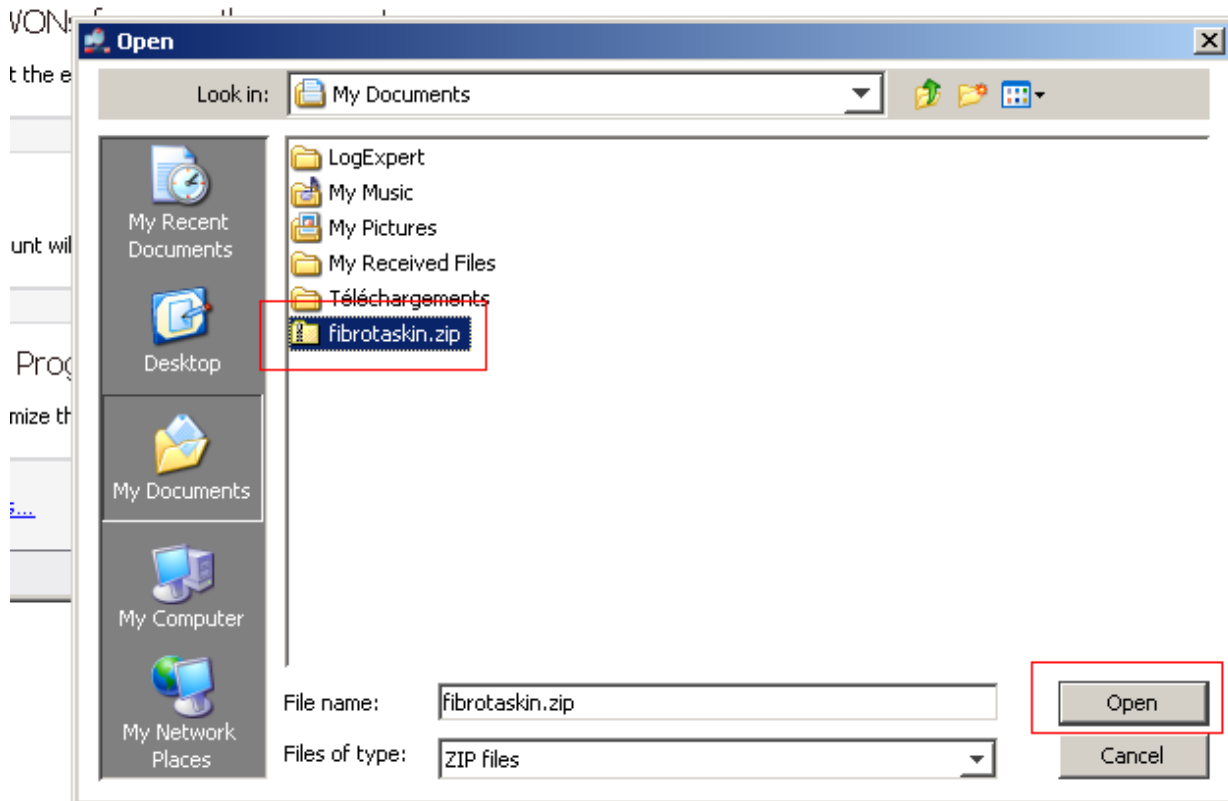 Open
t the e
Look in:
My Documents
LogExpert
My Music
My Pictures
My Received Files
Téléchargements
fibrotaskin.zip
My Recent
Documents
Desktop
My Documents
My Computer
My Network
Places
unt wil
Prog
mize th
s...
File name:
fibrotaskin.zip
Open
Files of type:
ZIP files
Cancel